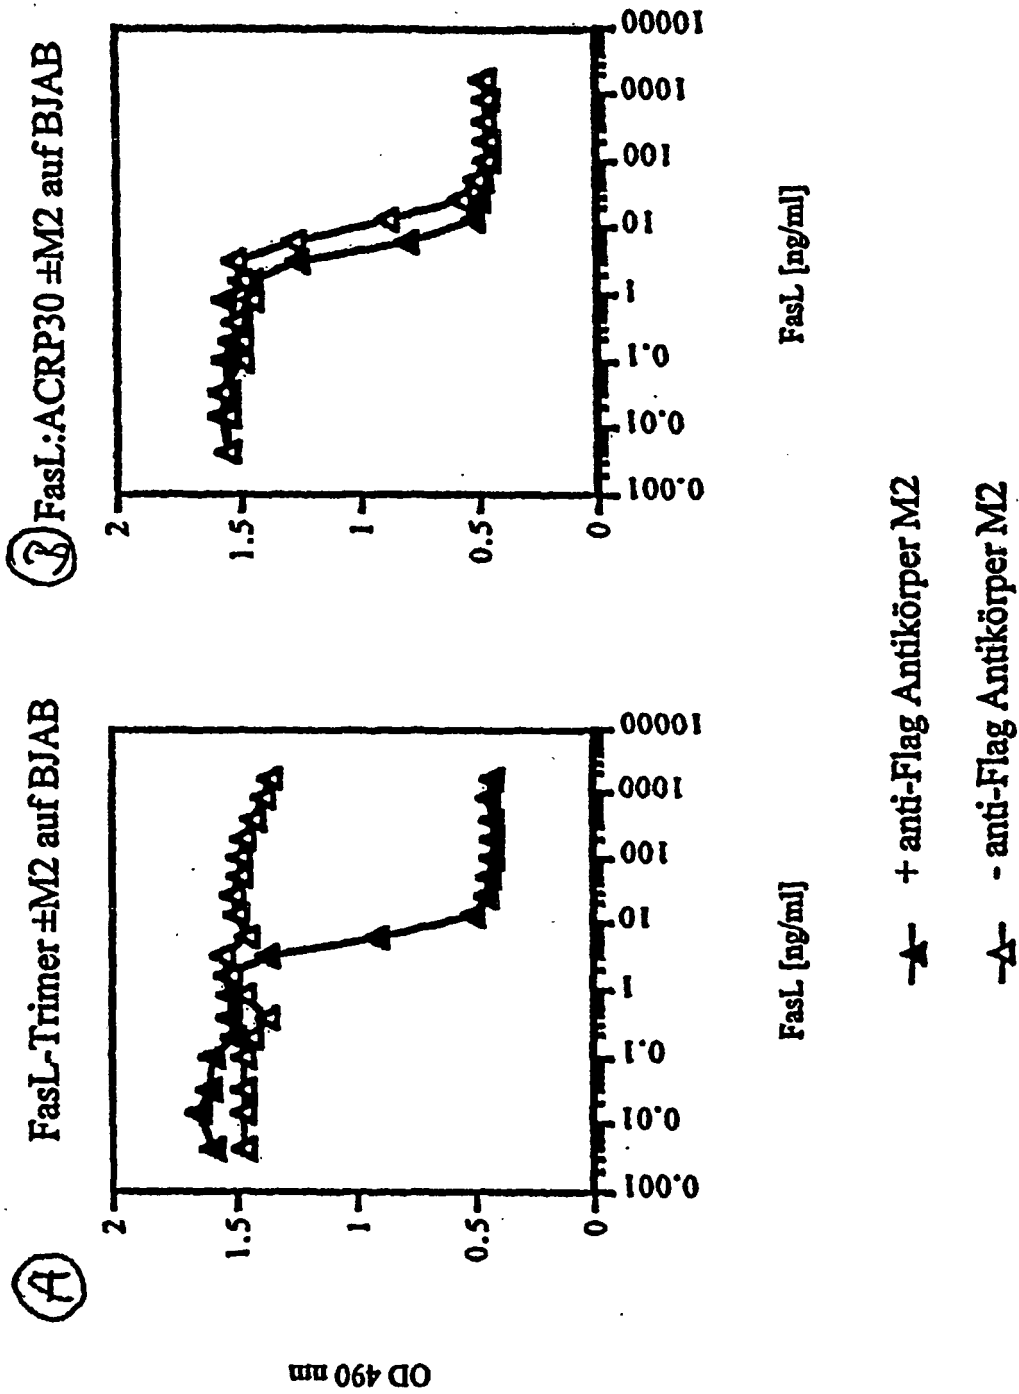 A
FasL-Trimer ±M2 auf BJAB
OD 490 nm
2
1.5
1
0.5
0
0.001
0.01
0.1
1
10
100
1000
10000
FasL [ng/ml]
B
FasL:ACRP30 ±M2 auf BJAB
2
1.5
1
0.5
0
0.001
0.01
0.1
1
10
100
1000
10000
FasL [ng/ml]
+ anti-Flag Antikörper M2
- anti-Flag Antikörper M2